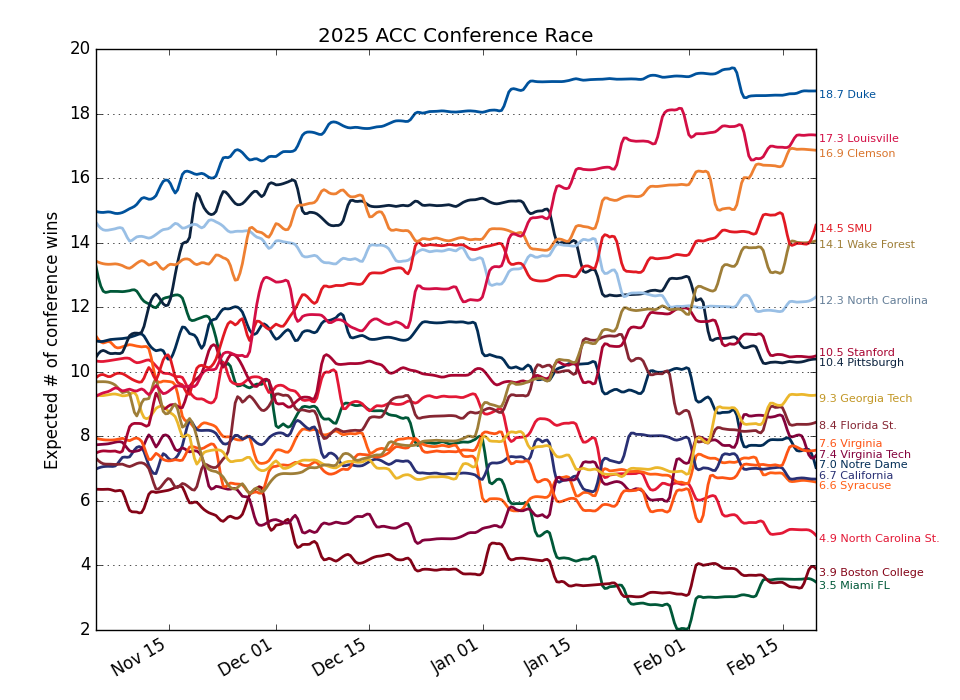 2025 ACC Conference Race
Expected # of conference wins
20
18
16
14
12
10
8
6
4
2
Nov 15
Dec 01
Dec 15
Jan 01
Jan 15
Feb 01
Feb 15
18.7 Duke
17.3 Louisville
16.9 Clemson
14.5 SMU
14.1 Wake Forest
12.3 North Carolina
10.5 Stanford
10.4 Pittsburgh
9.3 Georgia Tech
8.4 Florida St.
7.6 Virginia
7.4 Virginia Tech
7.0 Notre Dame
6.7 California
6.6 Syracuse
4.9 North Carolina St.
3.9 Boston College
3.5 Miami FL